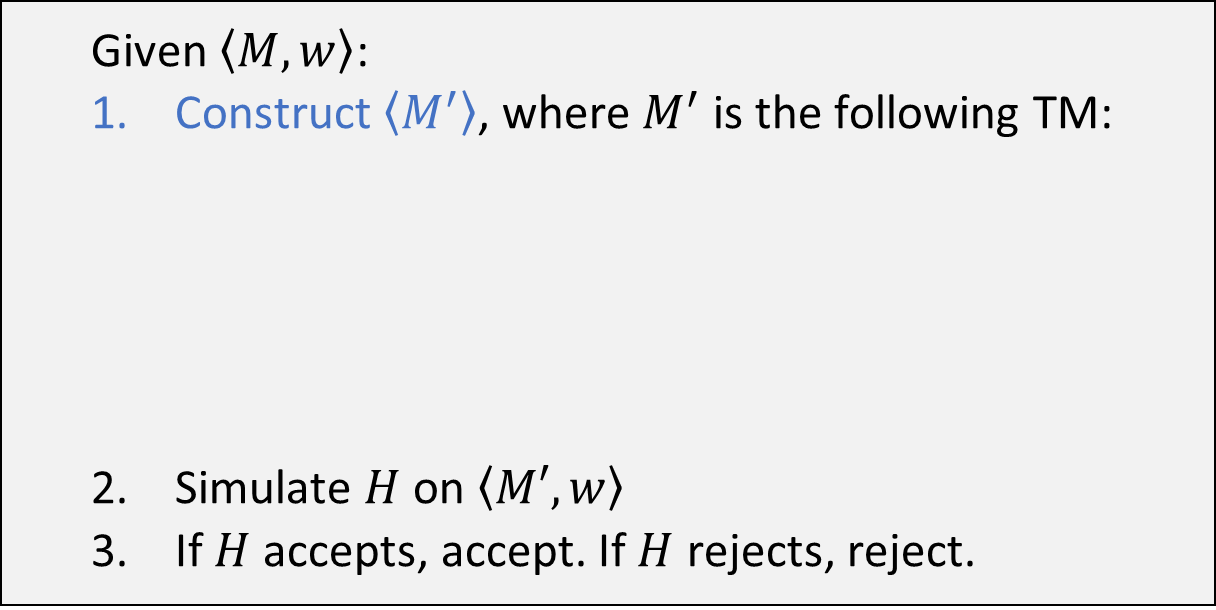 Given ⟨M, w⟩:
1. Construct ⟨M′⟩, where M′ is the following TM:
2. Simulate H on ⟨M′, w⟩
3. If H accepts, accept. If H rejects, reject.